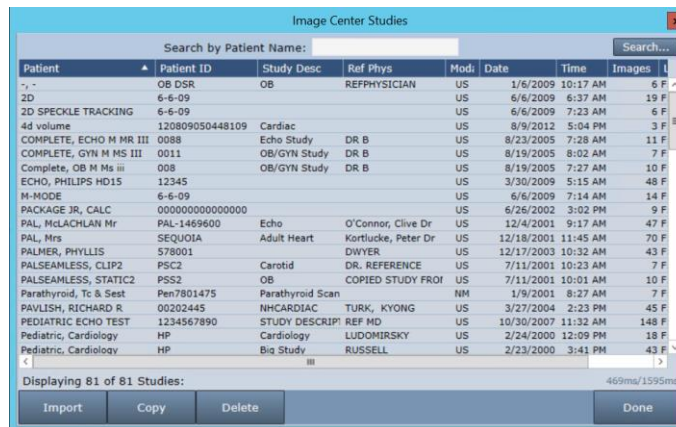 Image Center Studies
Search by Patient Name: Search...
Patient Patient ID Study Desc Ref Phys Moda Date Time Images
-, - OB DSR OB REFPHYSICIAN US 1/6/2009 10:17 AM 6 F
2D 6-6-09 US 6/6/2009 6:37 AM 19 F
2D SPECKLE TRACKING 6-6-09 US 6/6/2009 7:23 AM 6 F
4d volume 120809050448109 Cardiac US 8/9/2012 5:04 PM 3 F
COMPLETE, ECHO M MR III 0088 Echo Study DR B US 8/23/2005 7:28 AM 11 F
COMPLETE, GYN M MS III 0011 OB/GYN Study DR B US 8/19/2005 8:02 AM 7 F
Complete, OB M Ms iii 008 OB/GYN Study DR B US 8/19/2005 7:27 AM 10 F
ECHO, PHILIPS HD15 12345 US 3/30/2009 5:15 AM 48 F
M-MODE 6-6-09 US 6/6/2009 7:14 AM 14 F
PACKAGE JR, CALC 000000000000000 US 6/26/2002 3:02 PM 9 F
PAL, McLACHLAN Mr PAL-1469600 Echo O'Connor, Clive Dr US 12/4/2001 9:17 AM 47 F
PAL, Mrs SEQUOIA Adult Heart Kortlucke, Peter Dr US 12/18/2001 11:45 AM 70 F
PALMER, PHYLLIS 578001 DWYER US 12/17/2003 10:32 AM 43 F
PALSEAMLESS, CLIP2 PSC2 Carotid DR. REFERENCE US 7/11/2001 10:23 AM 7 F
PALSEAMLESS, STATIC2 PSS2 OB COPIED STUDY FROM US 7/11/2001 10:01 AM 10 F
Parathyroid, Tc & Sest Pen7801475 Parathyroid Scan NM 1/9/2001 8:27 AM 7 F
PAVLISH, RICHARD R 00202445 NHCARDIAC TURK, KYONG US 3/27/2004 2:23 PM 45 F
PEDIATRIC ECHO TEST 1234567890 STUDY DESCRIPT REF MD US 10/30/2007 11:32 AM 148 F
Pediatric, Cardiology HP Cardiology LUDOMIRSKY US 2/24/2000 12:09 PM 18 F
Pediatric, Cardiology HP Big Study RUSSELL US 2/23/2000 3:41 PM 43 F
Displaying 81 of 81 Studies: 469ms/1595ms
Import Copy Delete Done